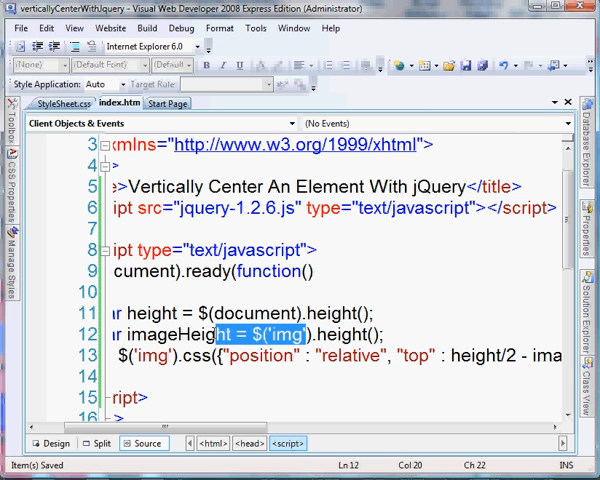 verticallyCenterWithJquery - Visual Web Developer 2008 Express Edition (Administrator)
File Edit View Website Build Debug Format Tools Window Help
Internet Explorer 6.0
(None) (Default Font) (Default B I U
Style Application: Auto Target Rule:
StyleSheet.css index.htm Start Page
Client Objects & Events (No Events)
Toolbox
CSS Properties
Manage Styles
3 xmlns="http://www.w3.org/1999/xhtml">
4 >
5 e>Vertically Center An Element With jQuery</title>
6 ript src="jquery-1.2.6.js" type="text/javascript"></script>
7
8 ript type="text/javascript">
9 ocument).ready(function()
10
11 ar height = $(document).height();
12 ar imageHeight = $('img').height();
13 $('img').css({"position" : "relative", "top" : height/2 - ima
14
15 ript>
16 >
Database Explorer
Properties
Solution Explorer
Class View
Design Split Source <html> <head> <script>
Item(s) Saved Ln 12 Col 20 Ch 22 INS